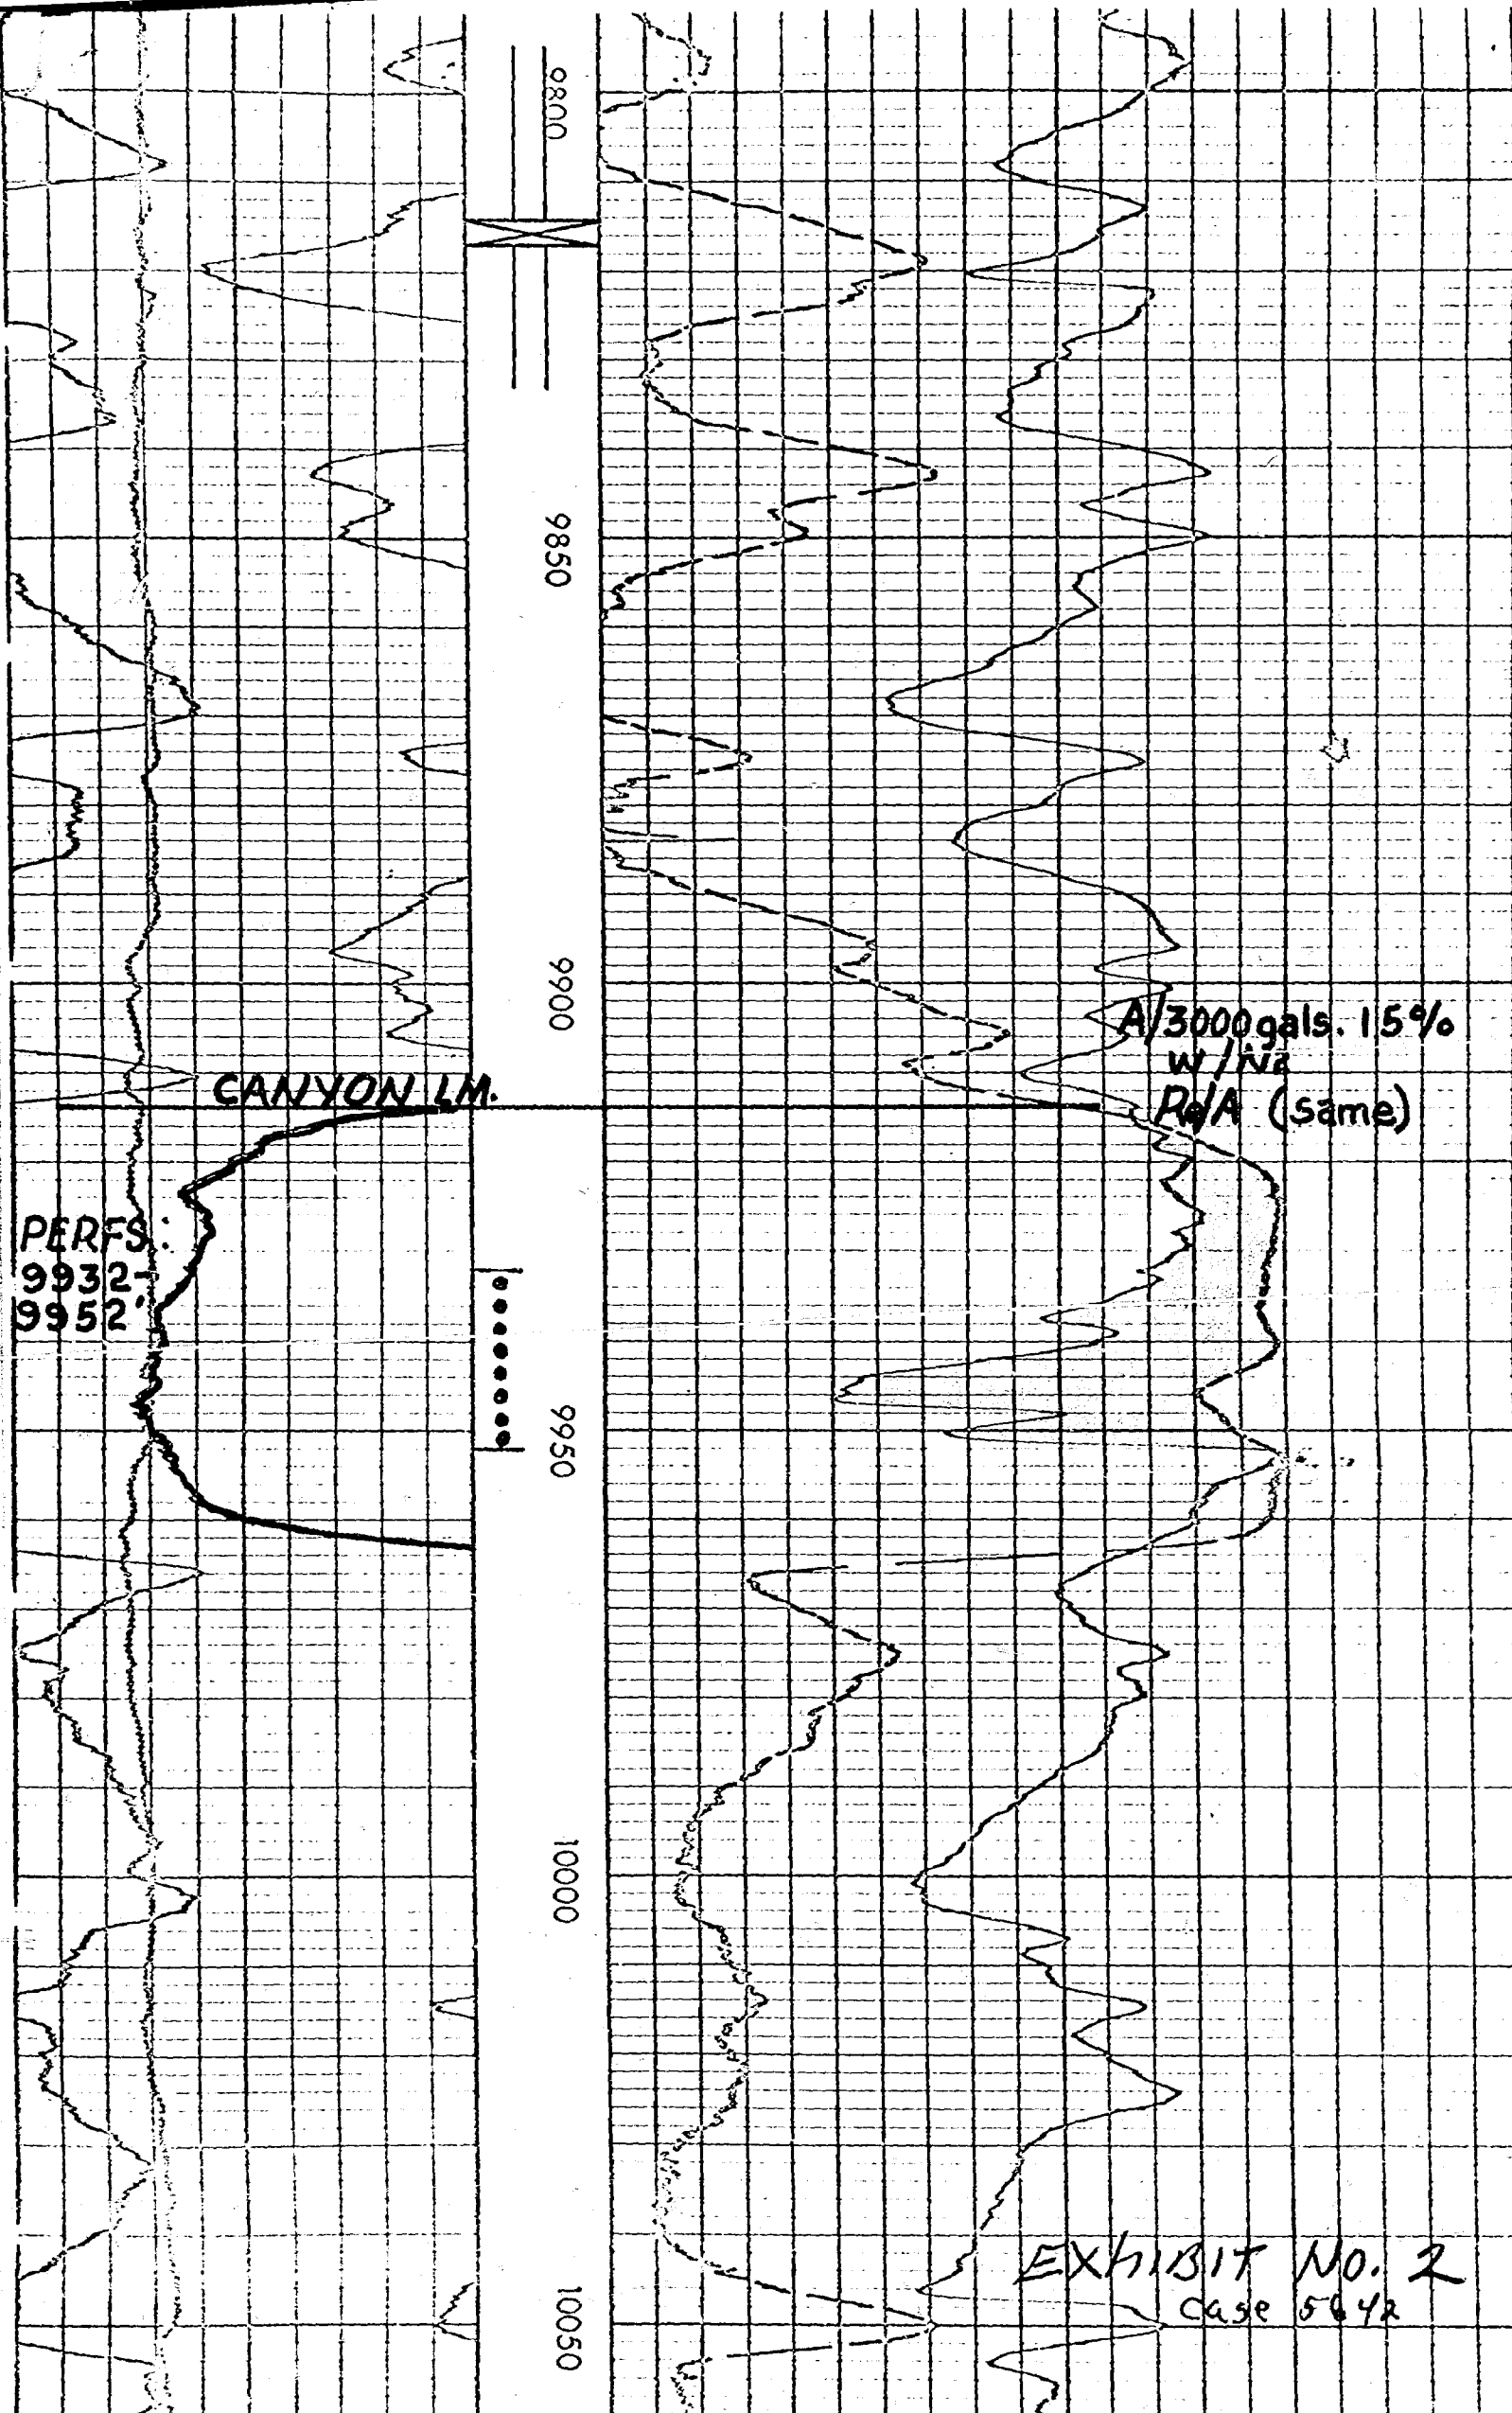 9800
9850
9900
A/3000 gals. 15%
w/N2
Re/A (same)
CANYON LM.
PERFS:
9932-
9952'
9950
10000
EXHIBIT No. 2
case 5642
10050